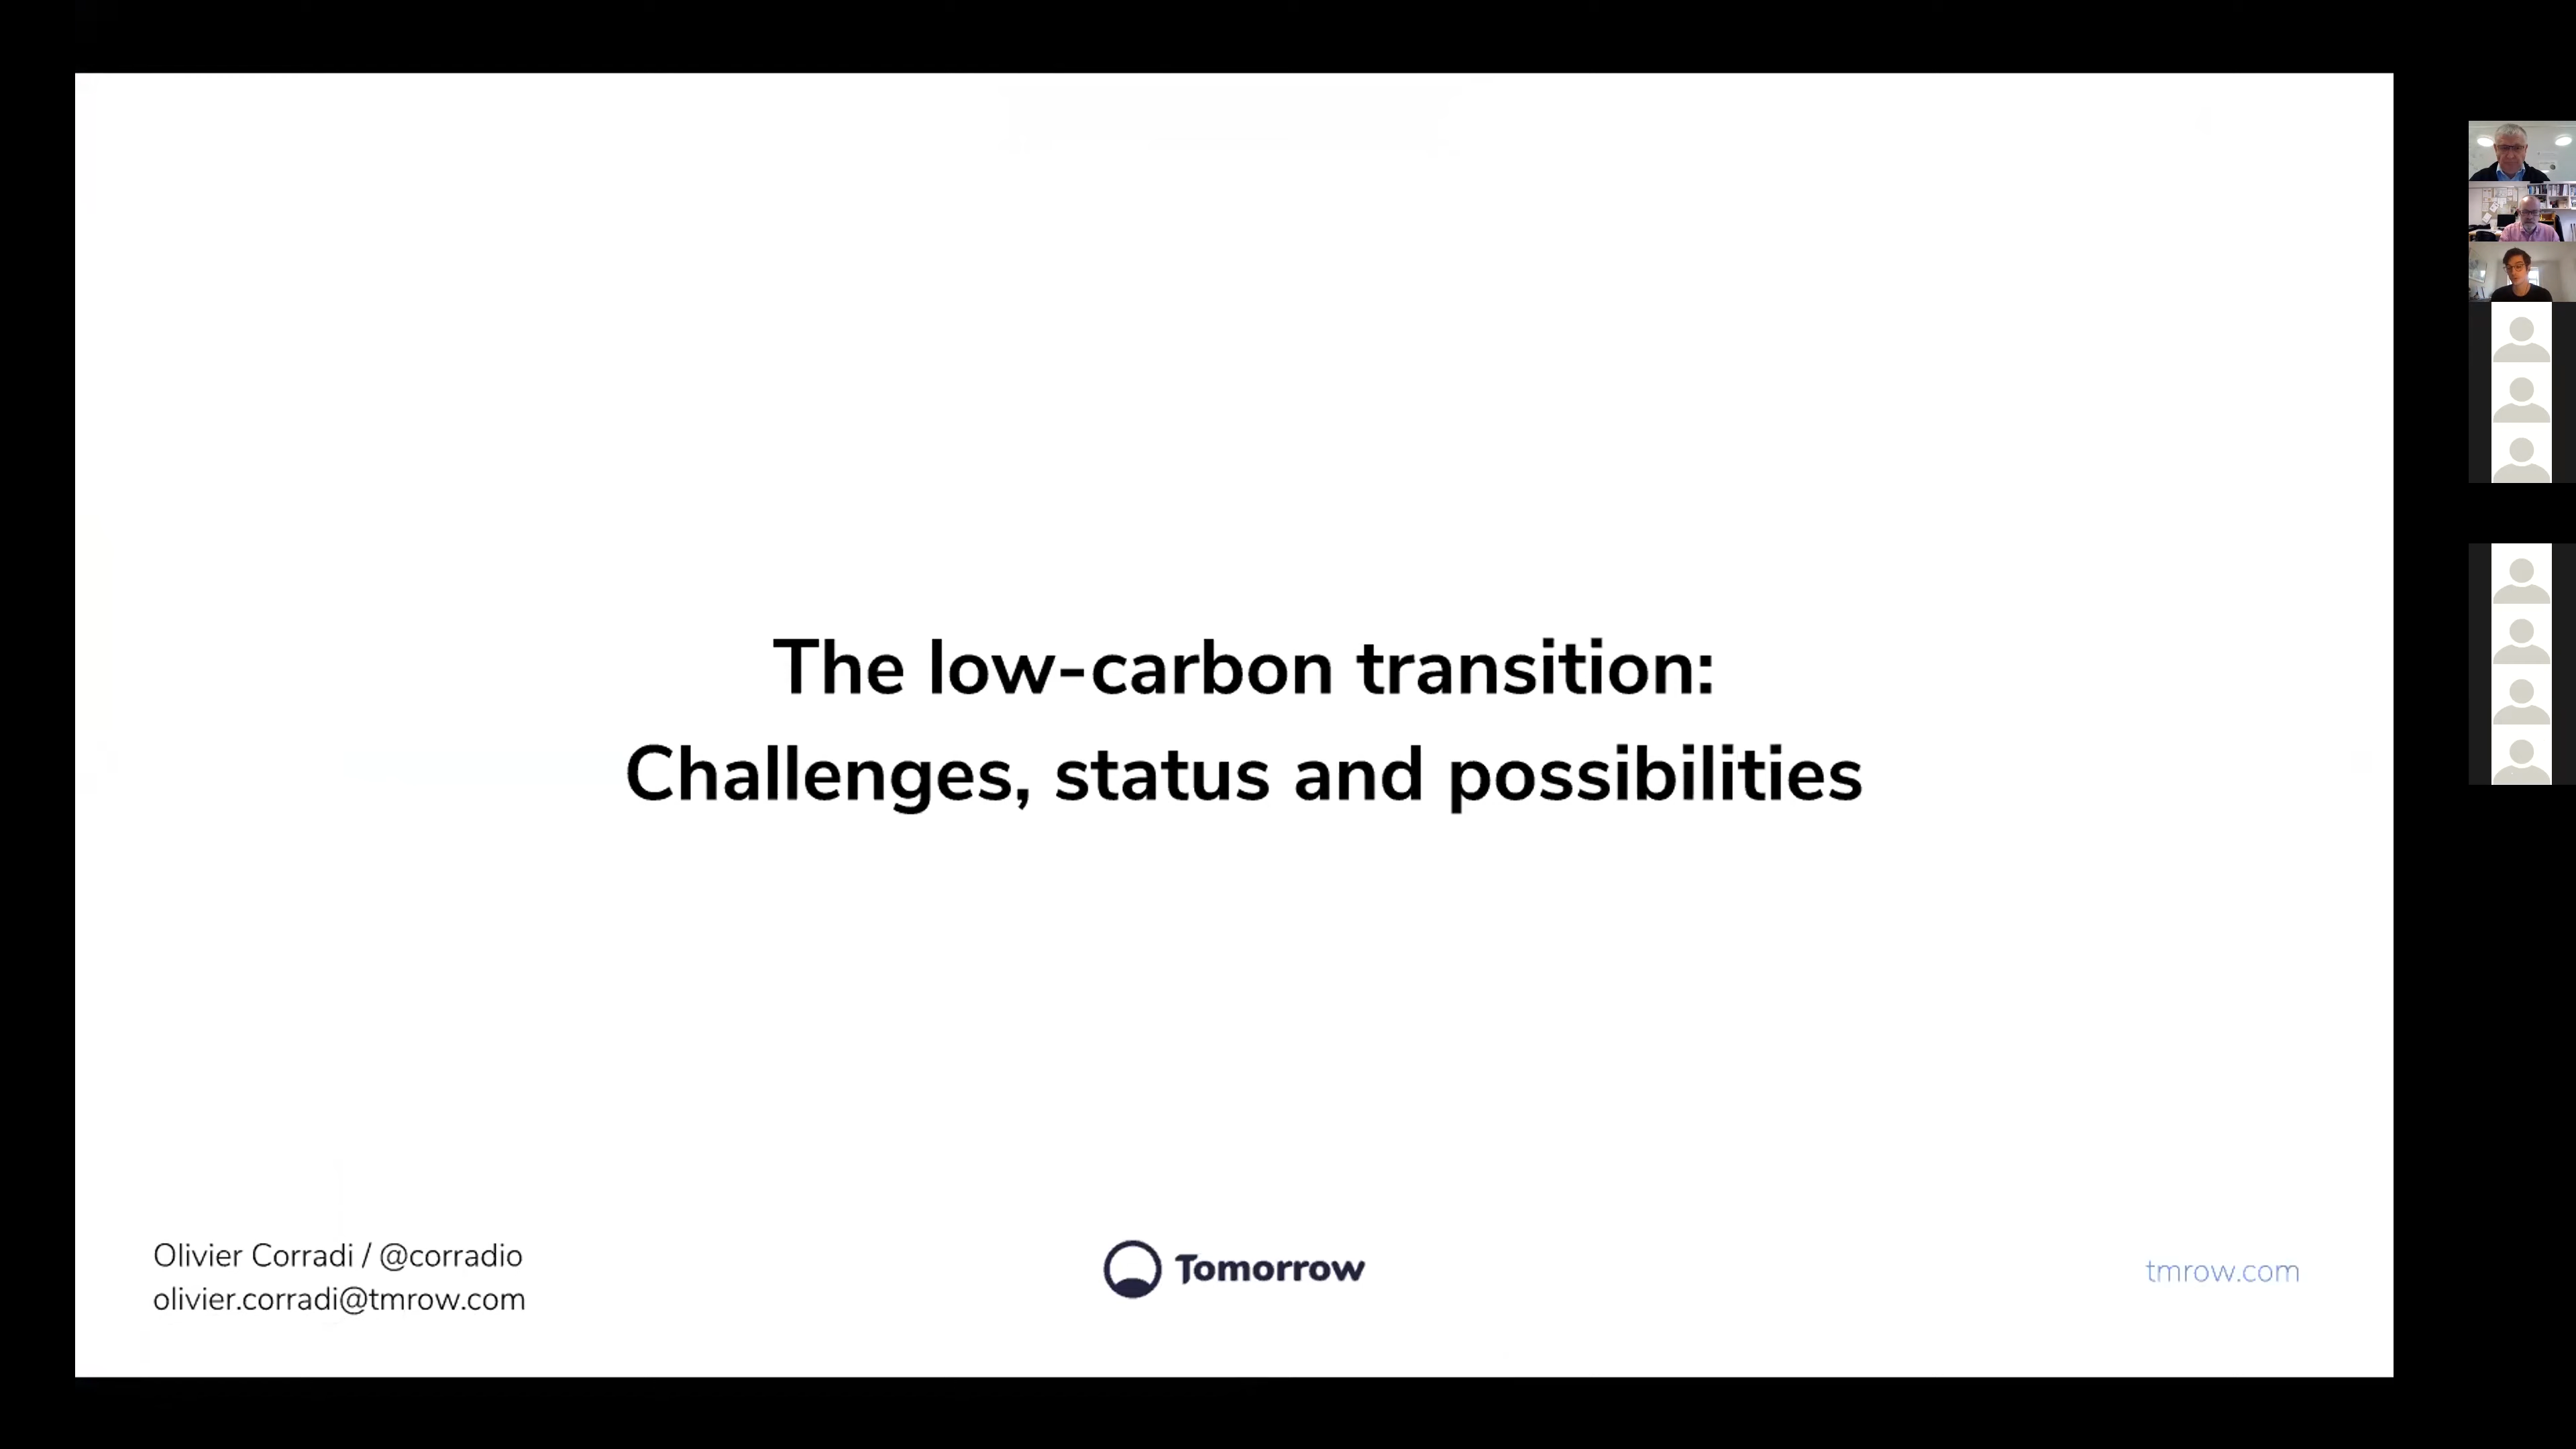 The low-carbon transition:
Challenges, status and possibilities
Olivier Corradi / @corradio
olivier.corradi@tmrow.com
Tomorrow
tmrow.com